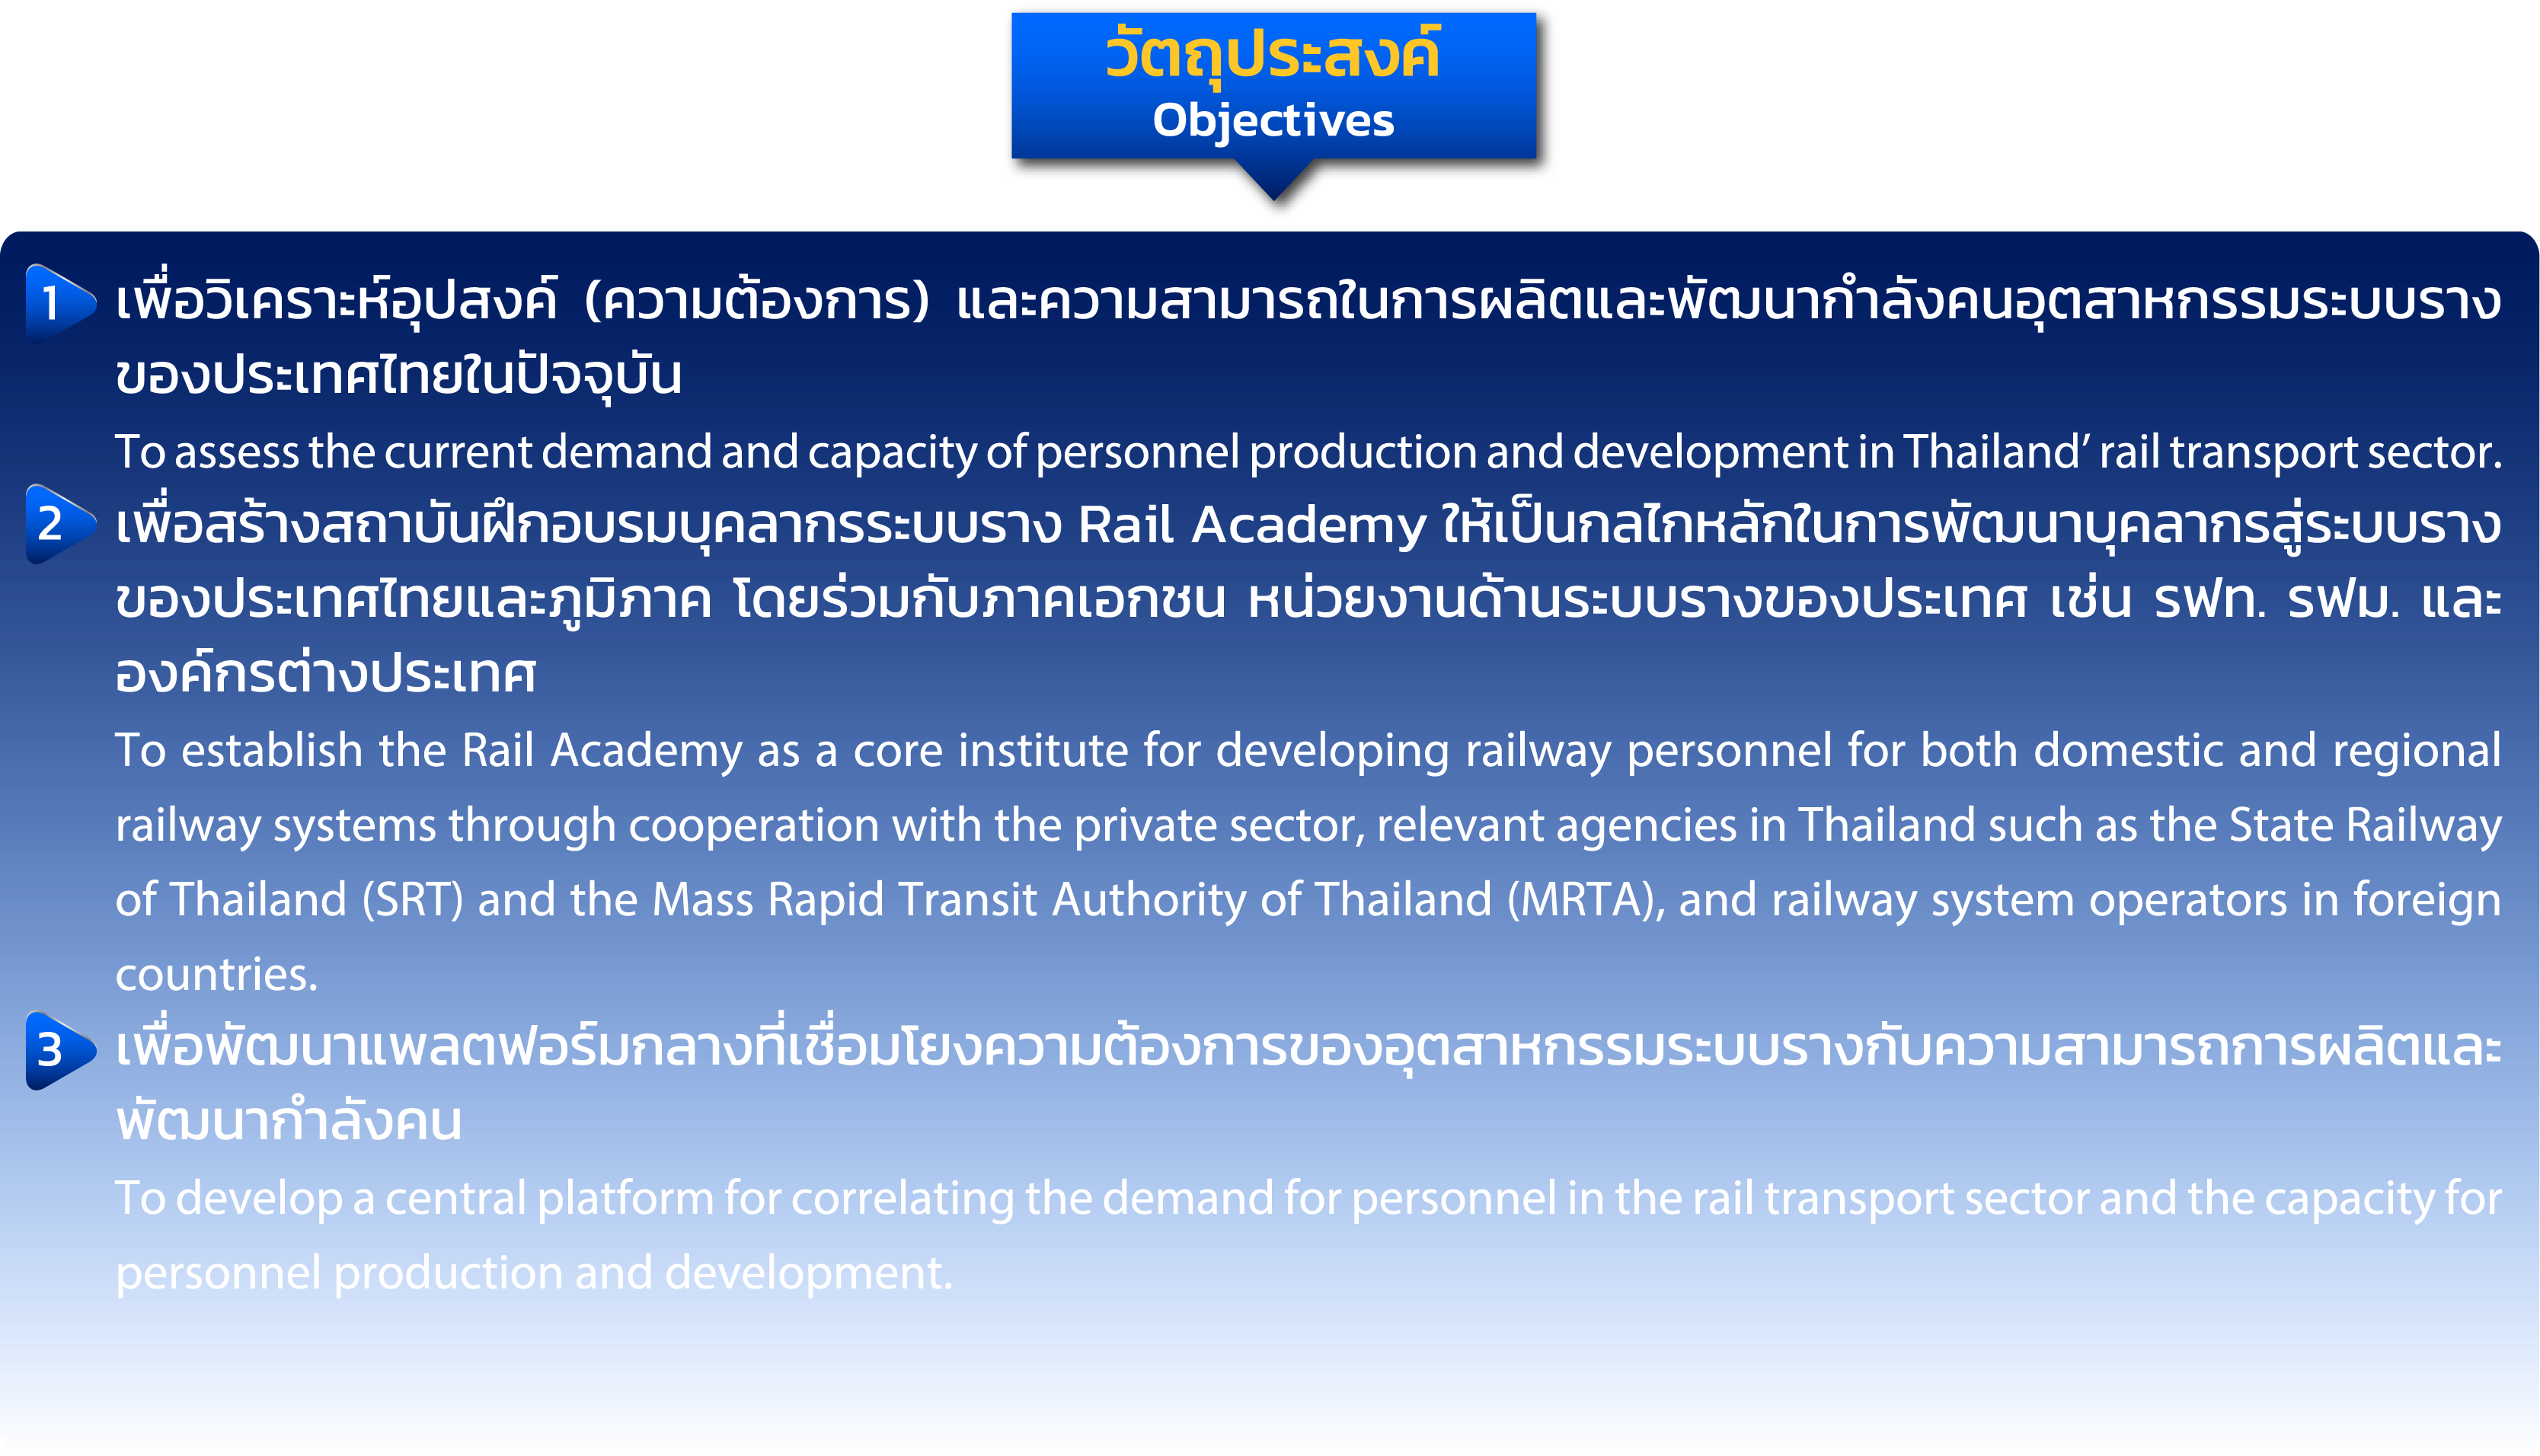 วัตถุประสงค์
Objectives
1 เพื่อวิเคราะห์อุปสงค์ (ความต้องการ) และความสามารถในการผลิตและพัฒนากำลังคนอุตสาหกรรมระบบราง
ของประเทศไทยในปัจจุบัน
To assess the current demand and capacity of personnel production and development in Thailand’ rail transport sector.
2 เพื่อสร้างสถาบันฝึกอบรมบุคลากรระบบราง Rail Academy ให้เป็นกลไกหลักในการพัฒนาบุคลากรสู่ระบบราง
ของประเทศไทยและภูมิภาค โดยร่วมกับภาคเอกชน หน่วยงานด้านระบบรางของประเทศ เช่น รฟท. รฟม. และ
องค์กรต่างประเทศ
To establish the Rail Academy as a core institute for developing railway personnel for both domestic and regional
railway systems through cooperation with the private sector, relevant agencies in Thailand such as the State Railway
of Thailand (SRT) and the Mass Rapid Transit Authority of Thailand (MRTA), and railway system operators in foreign
countries.
3 เพื่อพัฒนาแพลตฟอร์มกลางที่เชื่อมโยงความต้องการของอุตสาหกรรมระบบรางกับความสามารถการผลิตและ
พัฒนากำลังคน
To develop a central platform for correlating the demand for personnel in the rail transport sector and the capacity for
personnel production and development.